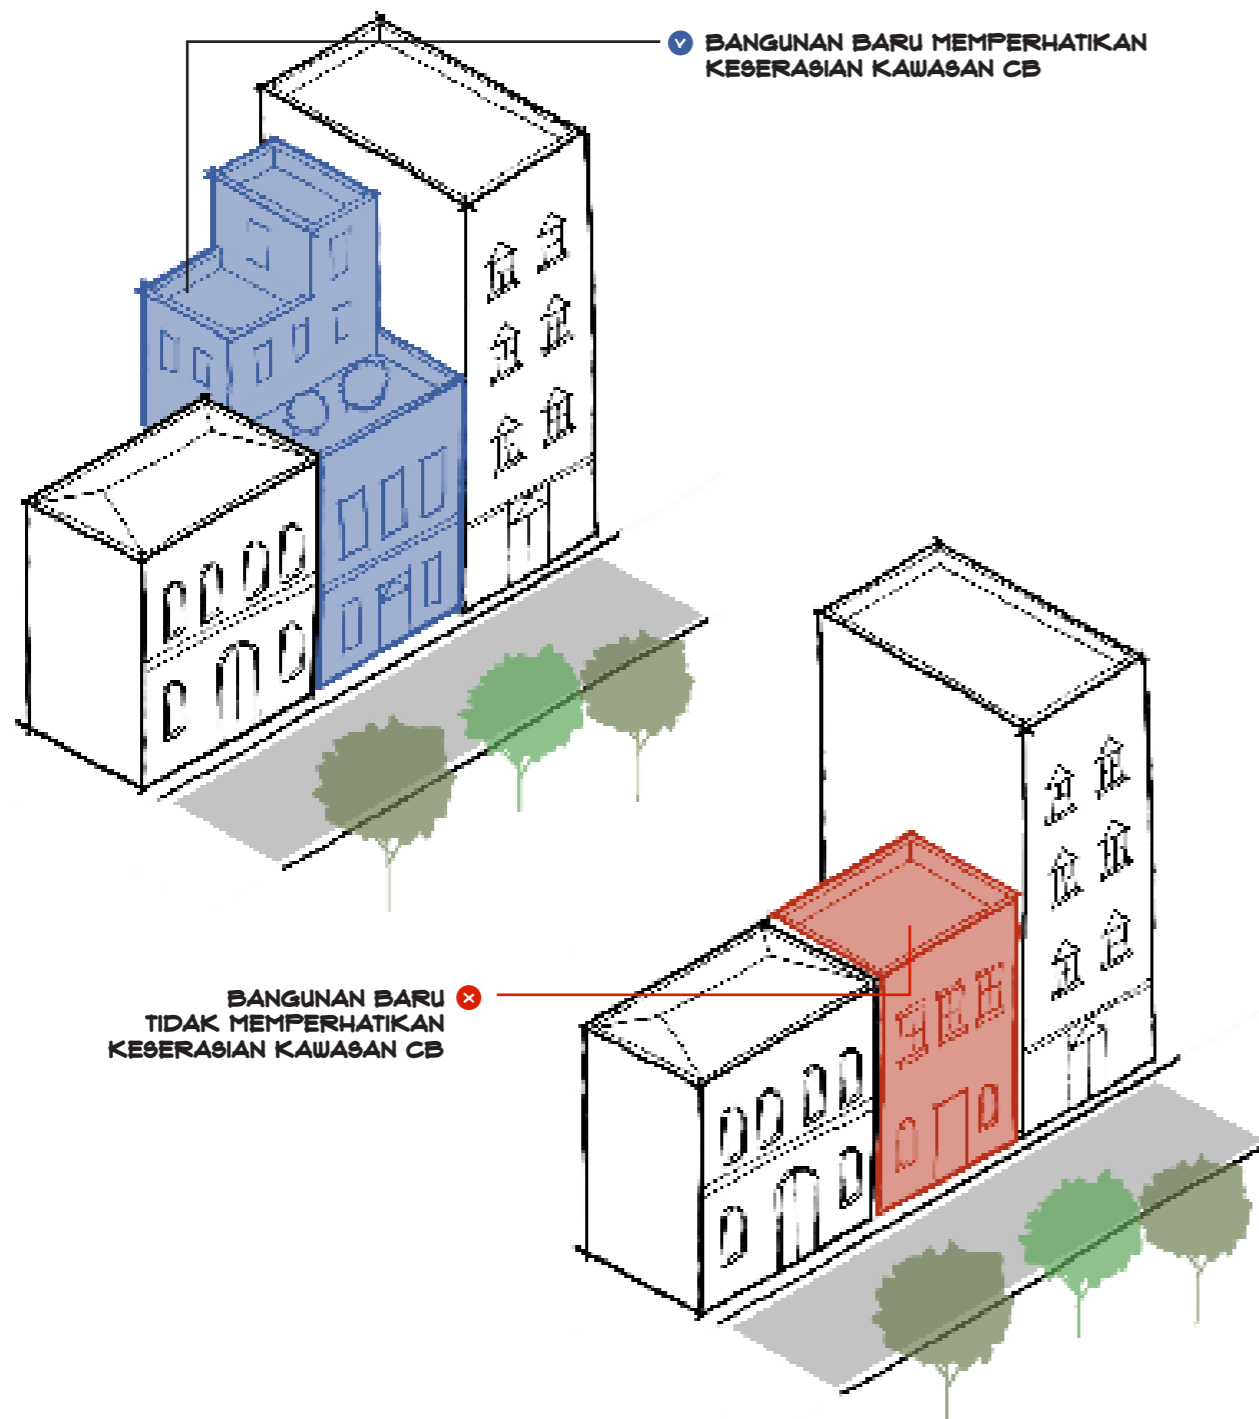 BANGUNAN BARU MEMPERHATIKAN
KESERASIAN KAWASAN CB
BANGUNAN BARU
TIDAK MEMPERHATIKAN
KESERASIAN KAWASAN CB